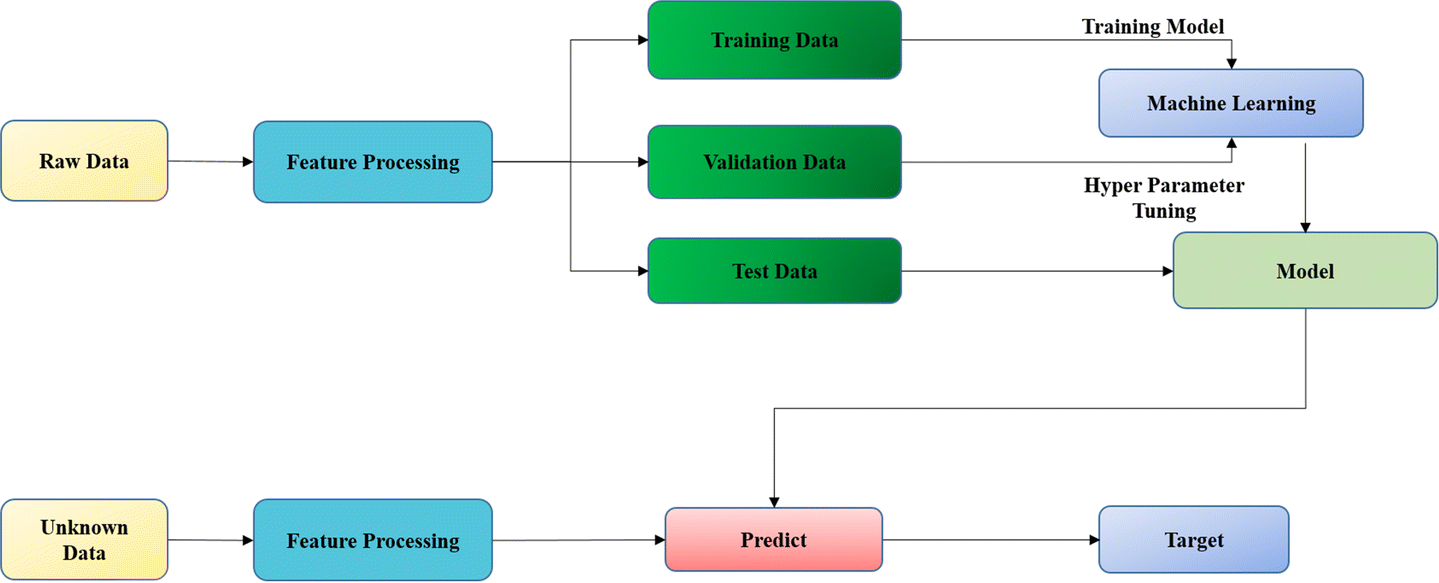 Training Data
Training Model
Machine Learning
Raw Data
Feature Processing
Validation Data
Hyper Parameter
Tuning
Test Data
Model
Unknown
Data
Feature Processing
Predict
Target